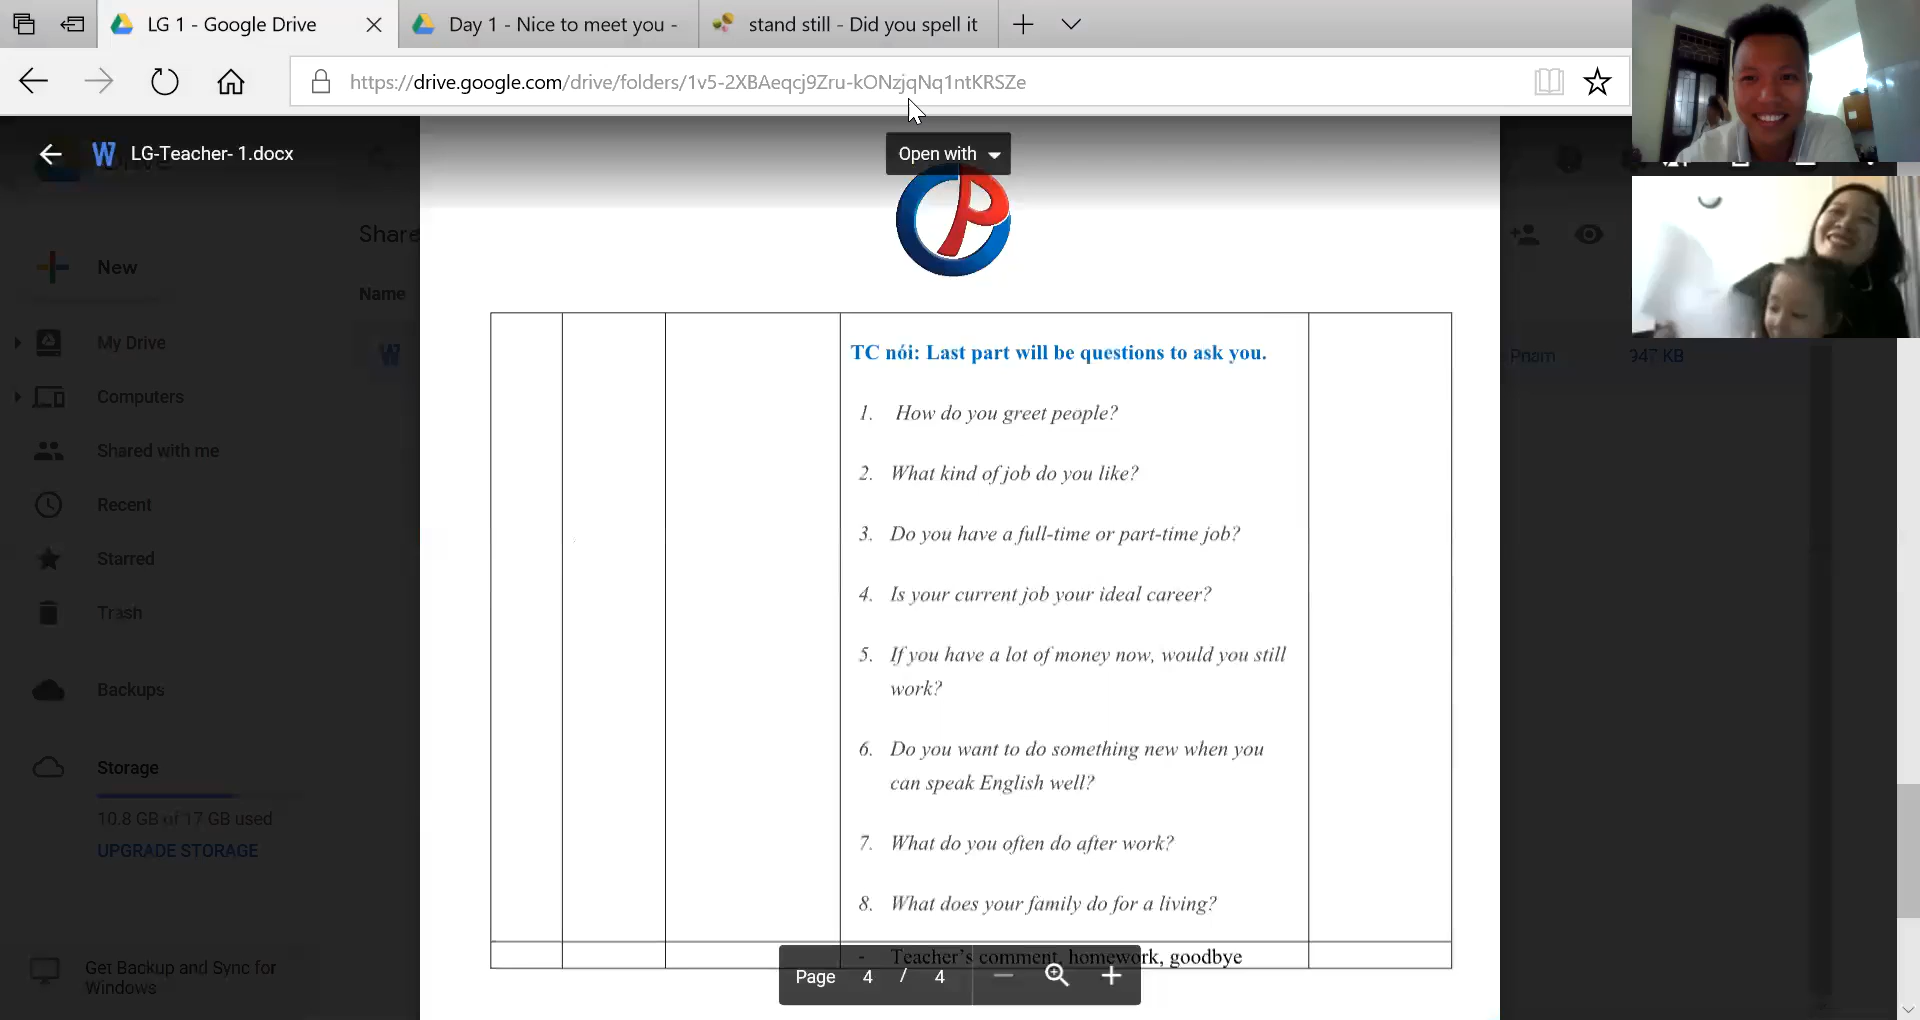 LG 1 - Google Drive
Day 1 - Nice to meet you -
stand still - Did you spell it
https://drive.google.com/drive/folders/1v5-2XBAeqcj9Zru-kONzjqNq1ntKRSZe
LG-Teacher- 1.docx
Open with
New
Name
My Drive
Computers
Shared with me
Recent
Starred
Trash
Backups
Storage
10.8 GB of 17 GB used
UPGRADE STORAGE
Get Backup and Sync for
Windows
Share
TC nói: Last part will be questions to ask you.
1. How do you greet people?
2. What kind of job do you like?
3. Do you have a full-time or part-time job?
4. Is your current job your ideal career?
5. If you have a lot of money now, would you still
work?
6. Do you want to do something new when you
can speak English well?
7. What do you often do after work?
8. What does your family do for a living?
- Teacher's comment, homework, goodbye
Page 4 / 4
Pnam
947 KB